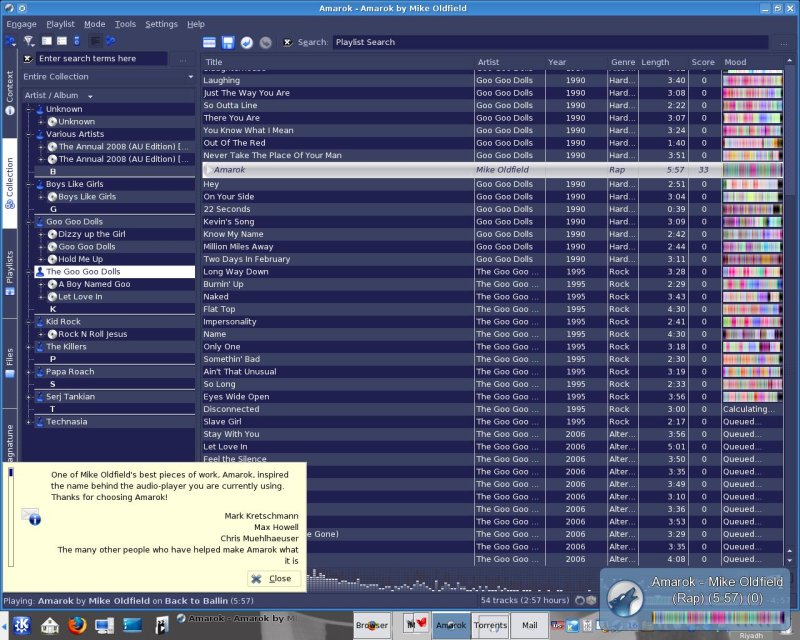 Amarok - Amarok by Mike Oldfield
Engage Playlist Mode Tools Settings Help
Enter search terms here ...
Search: Playlist Search ...
Entire Collection
Artist / Album
Context
Collection
Playlists
Files
Unknown
Unknown
Various Artists
The Annual 2008 (AU Edition) [...
The Annual 2008 (AU Edition) [...
B
Boys Like Girls
Boys Like Girls
G
Goo Goo Dolls
Dizzy up the Girl
Goo Goo Dolls
Hold Me Up
The Goo Goo Dolls
A Boy Named Goo
Let Love In
K
Kid Rock
Rock N Roll Jesus
The Killers
P
Papa Roach
S
Serj Tankian
T
Technasia
Title Artist Year Genre Length Score Mood
Laughing Goo Goo Dolls 1990 Hard... 3:40 0
Just The Way You Are Goo Goo Dolls 1990 Hard... 3:08 0
So Outta Line Goo Goo Dolls 1990 Hard... 2:22 0
There You Are Goo Goo Dolls 1990 Hard... 3:07 0
You Know What I Mean Goo Goo Dolls 1990 Hard... 3:24 0
Out Of The Red Goo Goo Dolls 1990 Hard... 1:40 0
Never Take The Place Of Your Man Goo Goo Dolls 1990 Hard... 3:51 0
Amarok Mike Oldfield Rap 5:57 33
Hey Goo Goo Dolls 1990 Hard... 2:51 0
On Your Side Goo Goo Dolls 1990 Hard... 3:04 0
22 Seconds Goo Goo Dolls 1990 Hard... 0:39 0
Kevin's Song Goo Goo Dolls 1990 Hard... 3:09 0
Know My Name Goo Goo Dolls 1990 Hard... 2:42 0
Million Miles Away Goo Goo Dolls 1990 Hard... 2:44 0
Two Days In February Goo Goo Dolls 1990 Hard... 3:11 0
Long Way Down The Goo Goo ... 1995 Rock 3:28 0
Burnin' Up The Goo Goo ... 1995 Rock 2:29 0
Naked The Goo Goo ... 1995 Rock 3:43 0
Flat Top The Goo Goo ... 1995 Rock 4:30 0
Impersonality The Goo Goo ... 1995 Rock 2:41 0
Name The Goo Goo ... 1995 Rock 4:30 0
Only One The Goo Goo ... 1995 Rock 3:18 0
Somethin' Bad The Goo Goo ... 1995 Rock 2:30 0
Ain't That Unusual The Goo Goo ... 1995 Rock 3:19 0
So Long The Goo Goo ... 1995 Rock 2:33 0
Eyes Wide Open The Goo Goo ... 1995 Rock 3:56 0
Disconnected The Goo Goo ... 1995 Rock 3:00 0 Calculating...
Slave Girl The Goo Goo ... 1995 Rock 2:17 0 Queued...
Stay With You The Goo Goo ... 2006 Alter... 3:56 0 Queued...
Let Love In The Goo Goo ... 2006 Alter... 5:01 0 Queued...
Feel the Silence The Goo Goo ... 2006 Alter... 3:50 0 Queued...
The Goo Goo ... 2006 Alter... 3:35 0 Queued...
The Goo Goo ... 2006 Alter... 3:49 0 Queued...
The Goo Goo ... 2006 Alter... 3:10 0 Queued...
The Goo Goo ... 2006 Alter... 3:36 0 Queued...
The Goo Goo ... 2006 Alter... 3:53 0 Queued...
e Gone) The Goo Goo ... 2006 Alter... 3:29 0 Queued...
The Goo Goo ... 2006 Alter... 3:35 0 Queued...
The Goo Goo ... 2006 Alter... 4:08 0 Queued...
One of Mike Oldfield's best pieces of work, Amarok, inspired
the name behind the audio-player you are currently using.
Thanks for choosing Amarok!
Mark Kretschmann
Max Howell
Chris Muehlhaeuser
The many other people who have helped make Amarok what
it is
Close
Playing: Amarok by Mike Oldfield on Back to Ballin (5:57)
54 tracks (2:57 hours)
Amarok - Mike Oldfield
(Rap) (5:57) (0)
Amarok - Amarok by M
Browser IM Amarok Torrents Mail
Riyadh